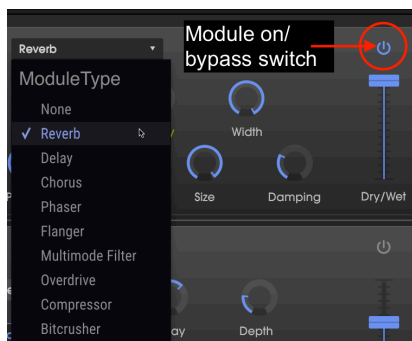 Module on/
bypass switch
Reverb
ModuleType
None
✓ Reverb
Delay
Chorus
Phaser
Flanger
Multimode Filter
Overdrive
Compressor
Bitcrusher
Width
Size Damping Dry/Wet
ay Depth